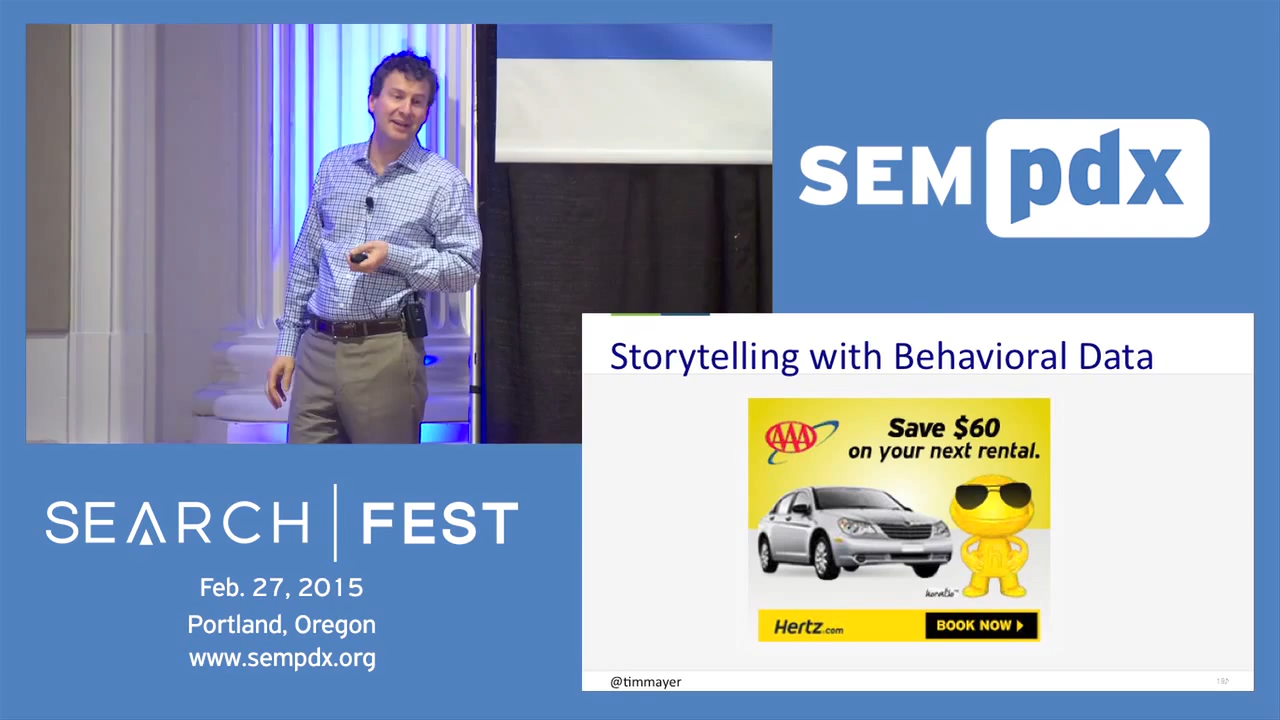 SEM pdx
Storytelling with Behavioral Data
AAA
Save $60
on your next rental.
horatio™
Hertz.com
BOOK NOW
@timmayer
SEARCH FEST
Feb. 27, 2015
Portland, Oregon
www.sempdx.org